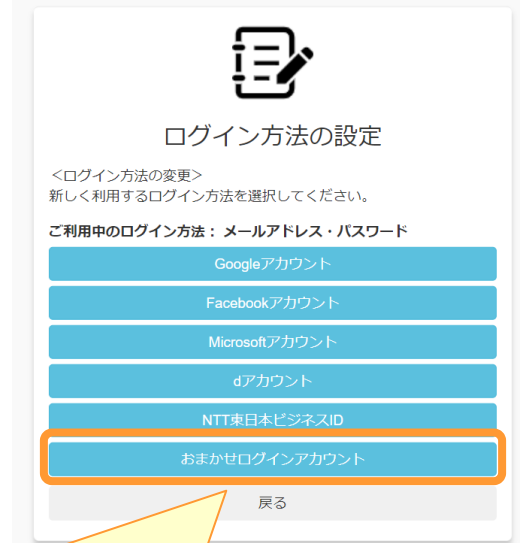 ログイン方法の設定
＜ログイン方法の変更＞
新しく利用するログイン方法を選択してください。
ご利用中のログイン方法： メールアドレス・パスワード
Googleアカウント
Facebookアカウント
Microsoftアカウント
dアカウント
NTT東日本ビジネスID
おまかせログインアカウント
戻る